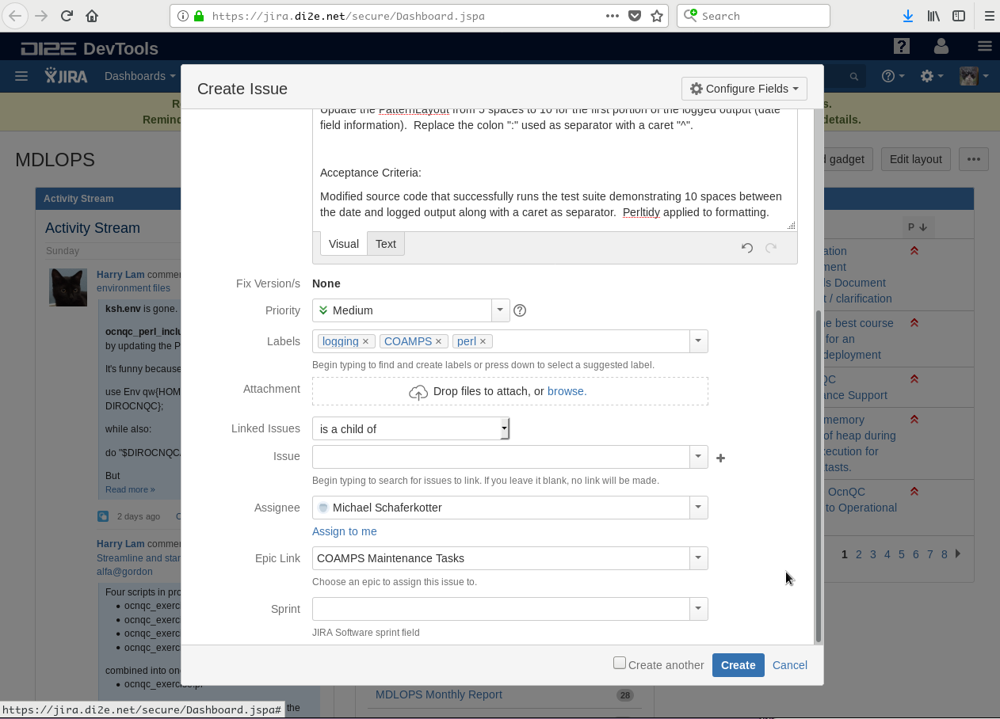 https://jira.di2e.net/secure/Dashboard.jspa
Search
DI2E DevTools
JIRA
Dashboards
Remin
s.
details.
MDLOPS
gadget
Edit layout
Create Issue
Configure Fields
Update the PatternLayout from 5 spaces to 10 for the first portion of the logged output (date
field information).  Replace the colon ":" used as separator with a caret "^".
Acceptance Criteria:
Modified source code that successfully runs the test suite demonstrating 10 spaces between
the date and logged output along with a caret as separator.  Perltidy applied to formatting.
Visual
Text
Fix Version/s
None
Priority
Medium
Labels
logging × COAMPS × perl ×
Begin typing to find and create labels or press down to select a suggested label.
Attachment
Drop files to attach, or browse.
Linked Issues
is a child of
Issue
Begin typing to search for issues to link. If you leave it blank, no link will be made.
Assignee
Michael Schaferkotter
Assign to me
Epic Link
COAMPS Maintenance Tasks
Choose an epic to assign this issue to.
Sprint
JIRA Software sprint field
Create another
Create
Cancel
Activity Stream
Activity Stream
Sunday
Harry Lam commen
environment files
ksh.env is gone.
ocnqc_perl_inclu
by updating the P
It's funny because
use Env qw{HOM
DIROCNQC};
while also:
do "$DIROCNQC
But
Read more »
2 days ago
Harry Lam commen
Streamline and stan
alfa@gordon
Four scripts in pro
ocnqc_exerci
ocnqc_exerci
ocnqc_exerci
ocnqc_exerci
combined into one
ocnqc_exercise.pl
the
P
ation
ment
ls Document
t / clarification
e best course
for an
deployment
QC
ance Support
memory
of heap during
xecution for
tasts.
OcnQC
to Operational
1 2 3 4 5 6 7 8
MDLOPS Monthly Report
28
https://jira.di2e.net/secure/Dashboard.jspa#